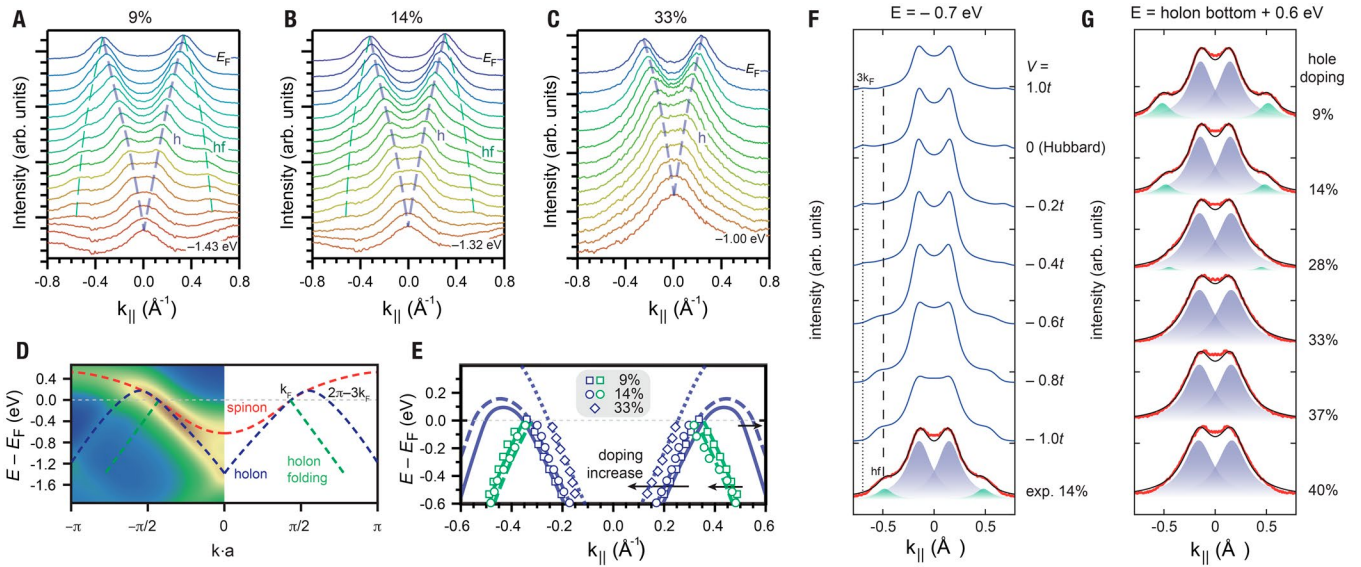 A
9%
Intensity (arb. units)
E_F
h
hf
−1.43 eV
-0.8 -0.4 0.0 0.4 0.8
k|| (Å⁻¹)
B
14%
Intensity (arb. units)
E_F
h
hf
−1.32 eV
-0.8 -0.4 0.0 0.4 0.8
k|| (Å⁻¹)
C
33%
Intensity (arb. units)
E_F
h
−1.00 eV
-0.8 -0.4 0.0 0.4 0.8
k|| (Å⁻¹)
D
E − E_F (eV)
0.4
0.0
-0.4
-0.8
-1.2
-1.6
k_F
2π−3k_F
spinon
holon
holon
folding
−π −π/2 0 π/2 π
k·a
E
E − E_F (eV)
0.4
0.2
0.0
-0.2
-0.4
-0.6
9%
14%
33%
doping
increase
-0.6 -0.4 -0.2 0.0 0.2 0.4 0.6
k|| (Å⁻¹)
F
E = − 0.7 eV
intensity (arb. units)
3k_F
V =
1.0t
0 (Hubbard)
− 0.2t
− 0.4t
− 0.6t
− 0.8t
− 1.0t
hf
exp. 14%
-0.5 0 0.5
k|| (Å)
G
E = holon bottom + 0.6 eV
intensity (arb. units)
hole
doping
9%
14%
28%
33%
37%
40%
-0.5 0 0.5
k|| (Å)